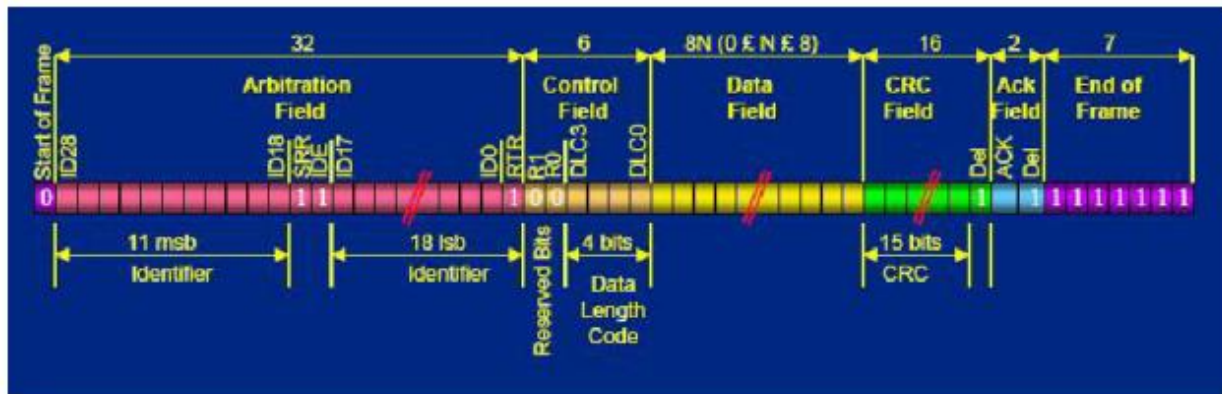 32 6 8N (0 £ N £ 8) 16 2 7
Start of Frame
Arbitration Field
Control Field
Data Field
CRC Field
Ack Field
End of Frame
ID28 ID18 SRR IDE ID17 ID0 RTR R1 R0 DLC3 DLC0 Del ACK Del
0 1 1 1 0 0 1 1 1 1 1 1 1 1 1
11 msb Identifier
18 lsb Identifier
Reserved Bits
4 bits
Data Length Code
15 bits
CRC